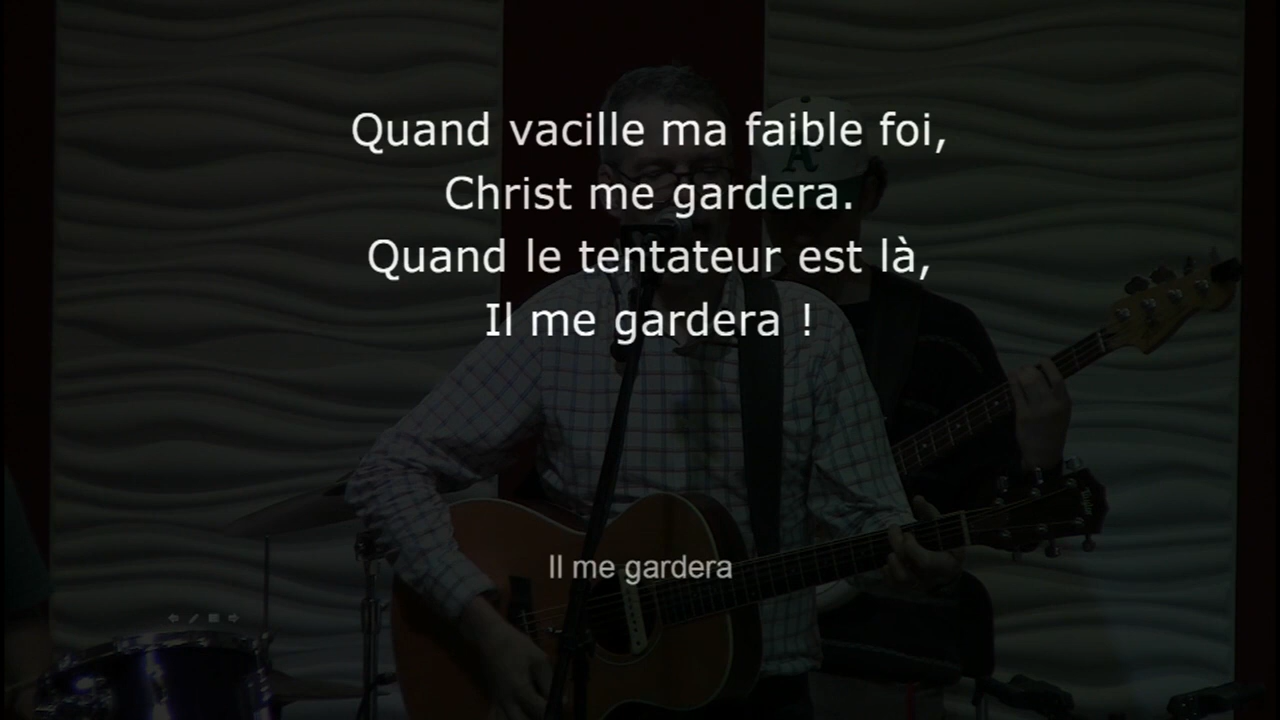 Quand vacille ma faible foi,
Christ me gardera.
Quand le tentateur est là,
Il me gardera !
A
Il me gardera